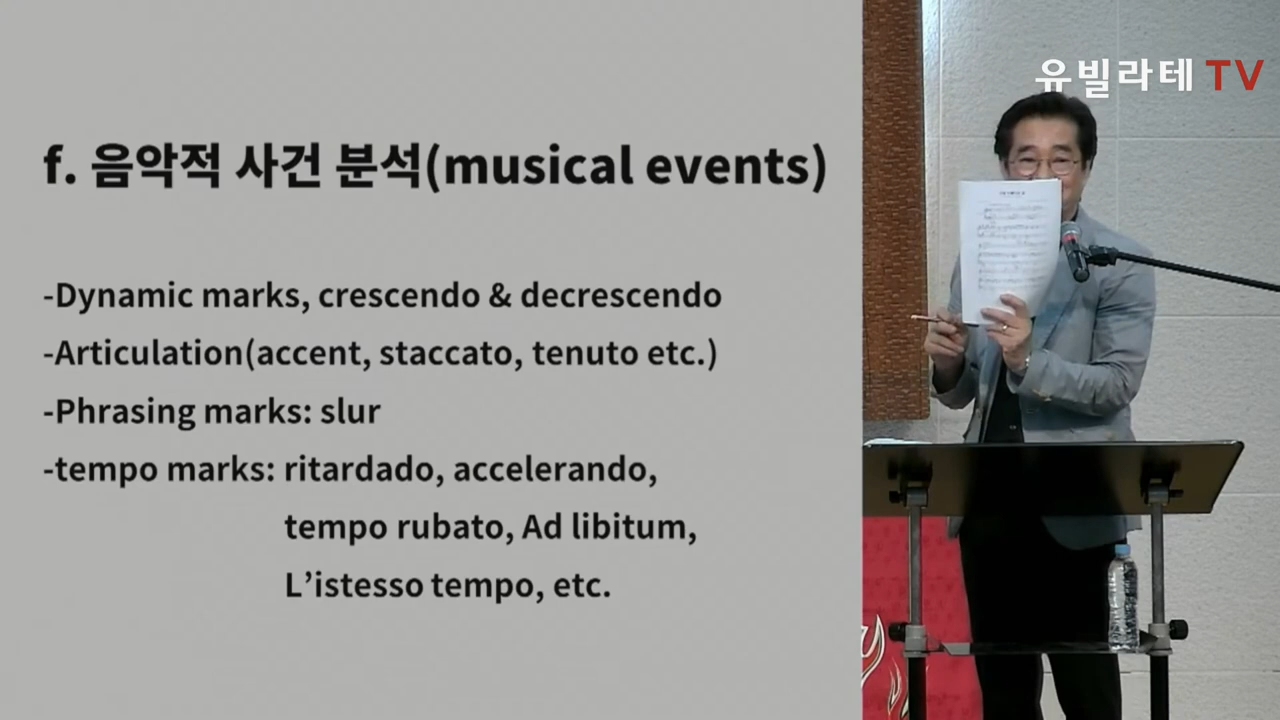 f. 음악적 사건 분석(musical events)
-Dynamic marks, crescendo & decrescendo
-Articulation(accent, staccato, tenuto etc.)
-Phrasing marks: slur
-tempo marks: ritardado, accelerando,
tempo rubato, Ad libitum,
L’istesso tempo, etc.
유빌라테 TV